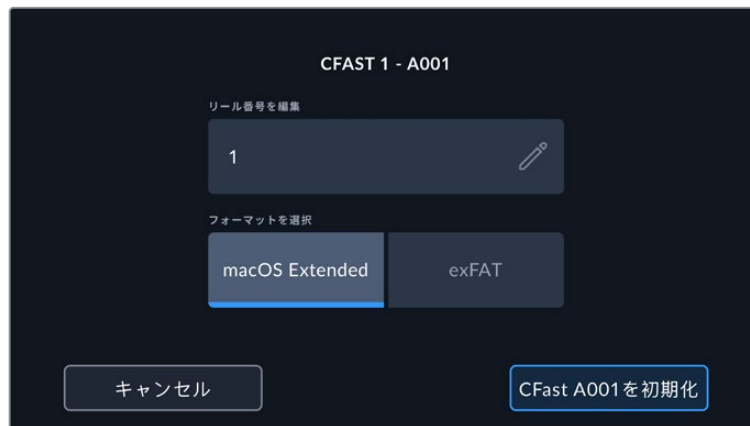 CFAST 1 - A001
リール番号を編集
1
フォーマットを選択
macOS Extended
exFAT
キャンセル
CFast A001を初期化